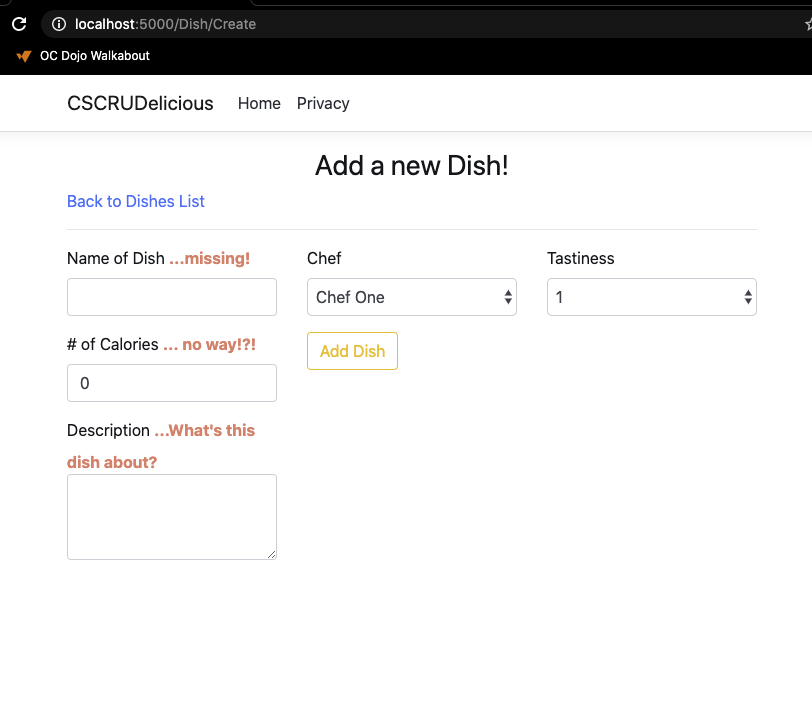 localhost:5000/Dish/Create
OC Dojo Walkabout
CSCRUDelicious Home Privacy
Add a new Dish!
Back to Dishes List
Name of Dish ...missing!
Chef
Tastiness
Chef One
1
# of Calories ... no way!?!
Add Dish
0
Description ...What's this
dish about?